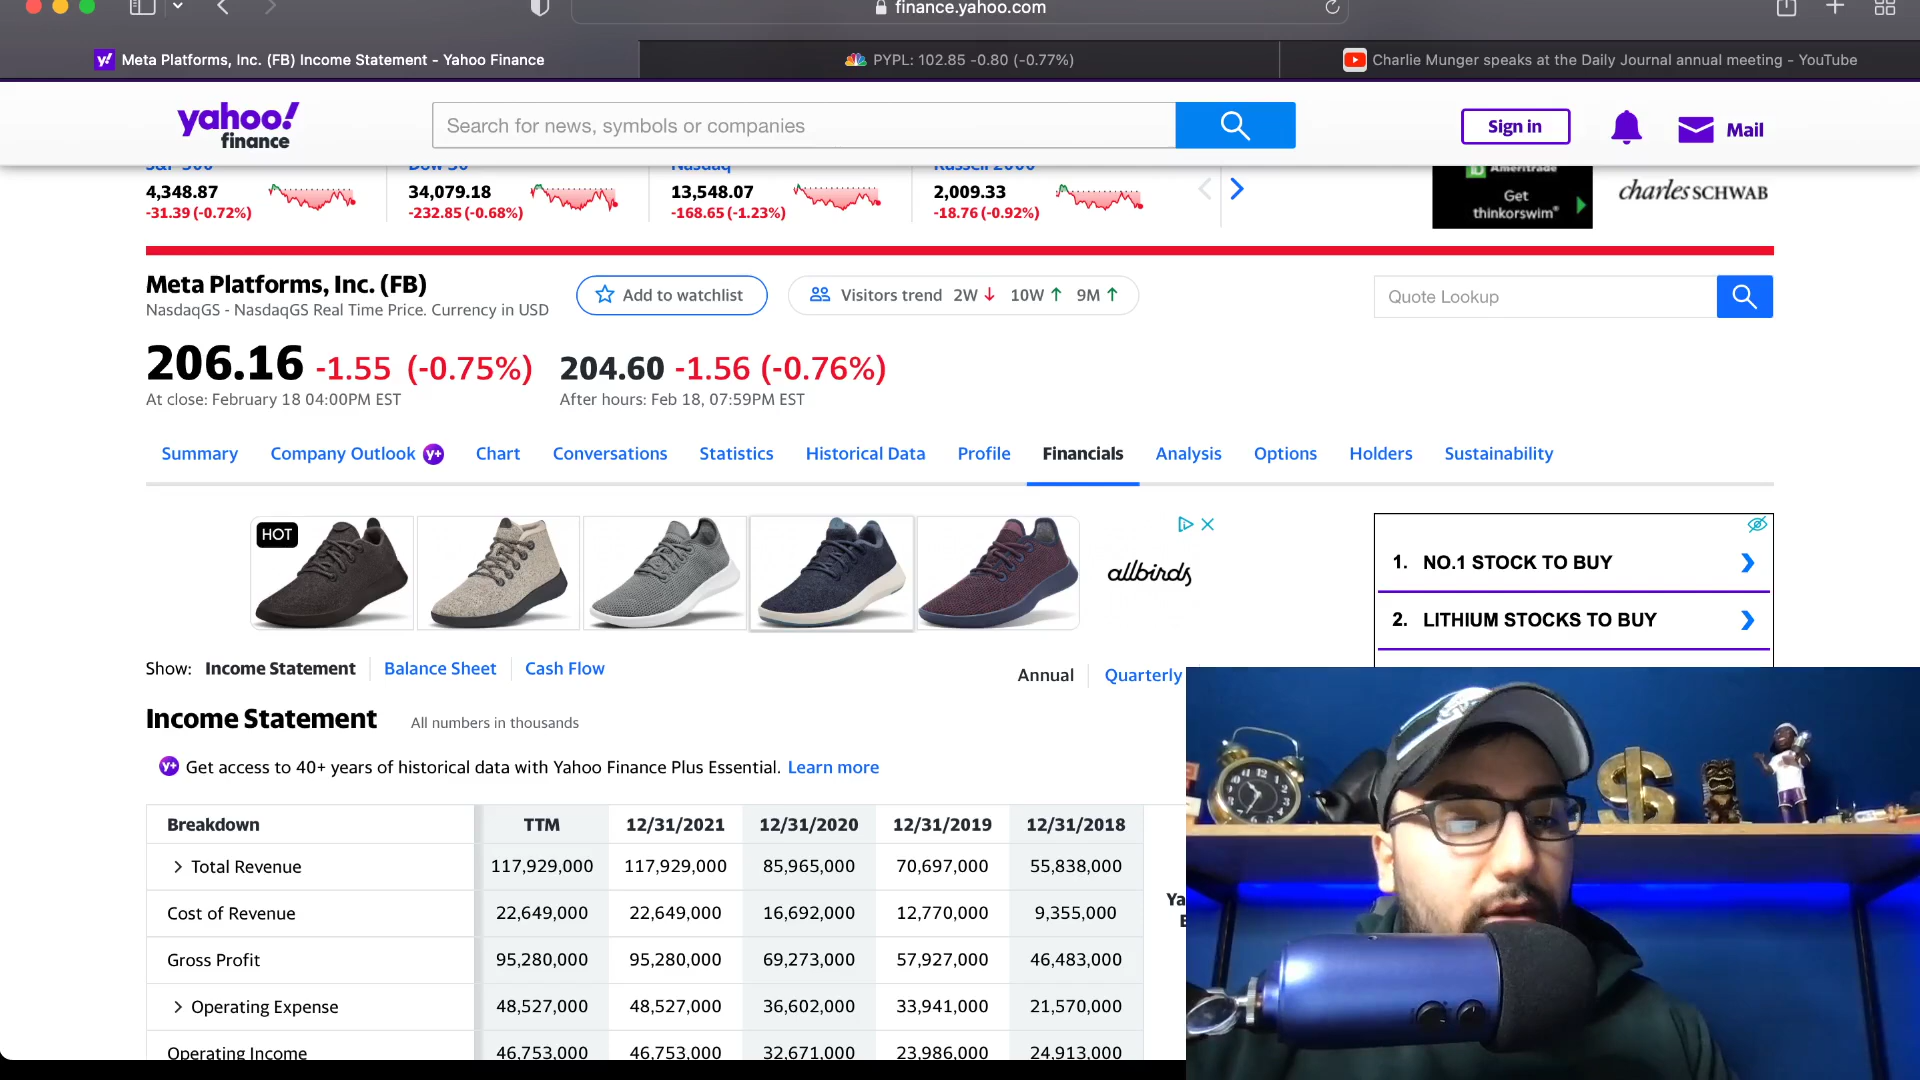 finance.yahoo.com
Meta Platforms, Inc. (FB) Income Statement - Yahoo Finance
PYPL: 102.85 -0.80 (-0.77%)
Charlie Munger speaks at the Daily Journal annual meeting - YouTube
yahoo! finance
Search for news, symbols or companies
Sign in
Mail
S&P 500
Dow 30
Nasdaq
Russell 2000
4,348.87
34,079.18
13,548.07
2,009.33
-31.39 (-0.72%)
-232.85 (-0.68%)
-168.65 (-1.23%)
-18.76 (-0.92%)
Ameritrade
Get
thinkorswim®
charles SCHWAB
Meta Platforms, Inc. (FB)
NasdaqGS - NasdaqGS Real Time Price. Currency in USD
Add to watchlist
Visitors trend 2W ↓ 10W ↑ 9M ↑
Quote Lookup
206.16 -1.55 (-0.75%)
At close: February 18 04:00PM EST
204.60 -1.56 (-0.76%)
After hours: Feb 18, 07:59PM EST
Summary Company Outlook Y+ Chart Conversations Statistics Historical Data Profile Financials Analysis Options Holders Sustainability
HOT
allbirds
1. NO.1 STOCK TO BUY
2. LITHIUM STOCKS TO BUY
Show: Income Statement Balance Sheet Cash Flow
Annual Quarterly
Income Statement All numbers in thousands
Y+ Get access to 40+ years of historical data with Yahoo Finance Plus Essential. Learn more
Breakdown TTM 12/31/2021 12/31/2020 12/31/2019 12/31/2018
Total Revenue 117,929,000 117,929,000 85,965,000 70,697,000 55,838,000
Cost of Revenue 22,649,000 22,649,000 16,692,000 12,770,000 9,355,000
Gross Profit 95,280,000 95,280,000 69,273,000 57,927,000 46,483,000
Operating Expense 48,527,000 48,527,000 36,602,000 33,941,000 21,570,000
Operating Income 46,753,000 46,753,000 32,671,000 23,986,000 24,913,000